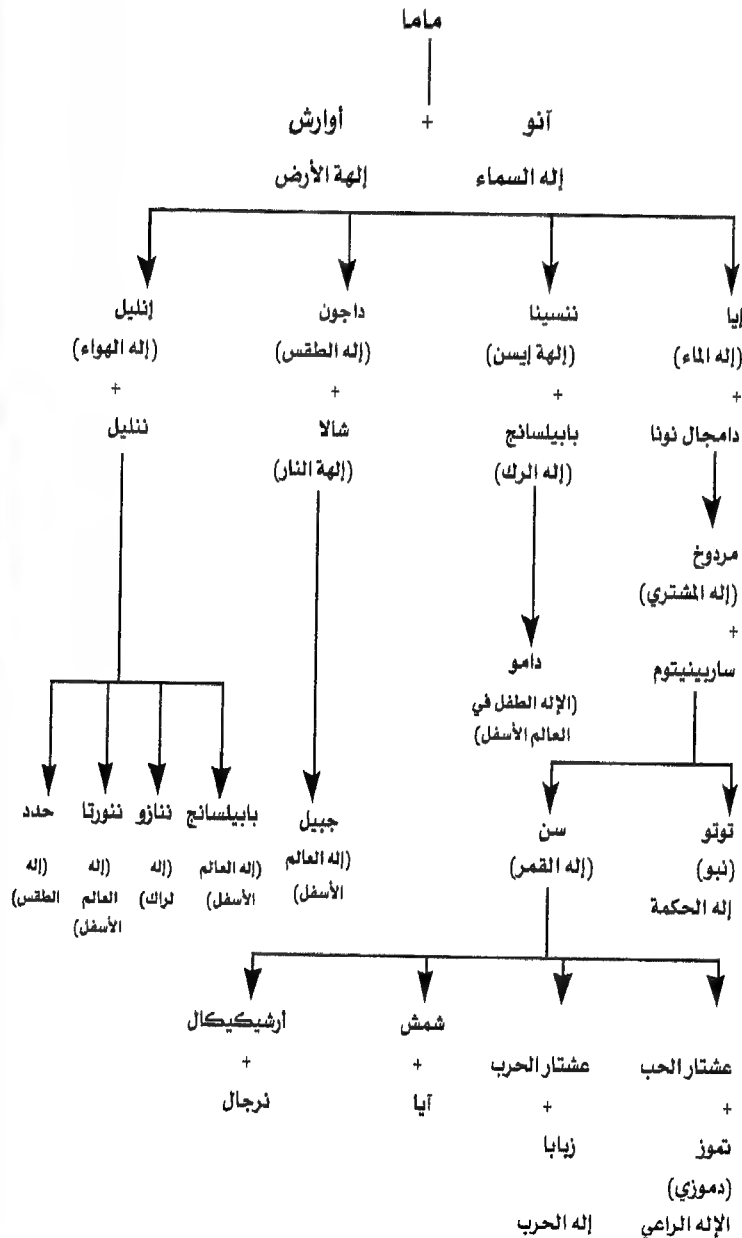 ماما
آنو + أوارش
إله السماء إلهة الأرض
إيا ننسينا داجون إنليل
(إله الماء) (إلهة إيسن) (إله الطقس) (إله الهواء)
+ + + +
دامجال نونا بابيلسانج شالا ننليل
(إله الرك) (إلهة النار)
مردوخ
(إله المشتري)
+
ساربينيتوم
دامو
(الإله الطفل في
العالم الأسفل)
توتو سن جبيل بابيلسانج ننازو ننورتا حدد
(نبو) (إله القمر) (إله العالم (إله العالم (إله (إله (إله
إله الحكمة الأسفل) الأسفل) لراك) العالم الطقس)
الأسفل)
شمش أرشيكيكال
عشتار الحب عشتار الحرب + +
+ + آيا نرجال
تموز زبابا
(دموزي)
الإله الراعي إله الحرب